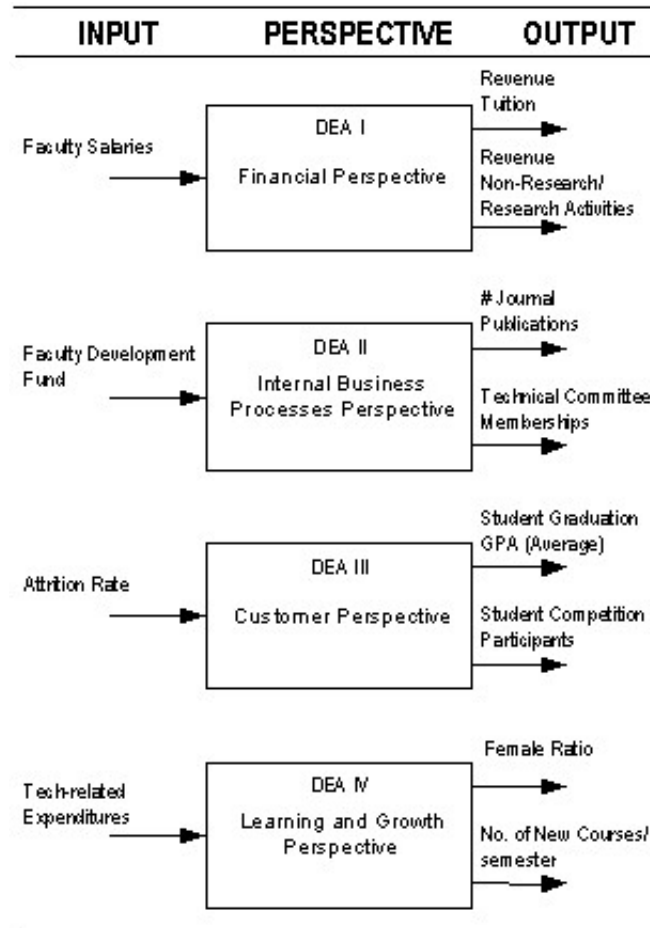 INPUT PERSPECTIVE OUTPUT
Faculty Salaries
DEA I
Financial Perspective
Revenue
Tuition
Revenue
Non-Research/
Research Activities
Faculty Development
Fund
DEA II
Internal Business
Processes Perspective
# Journal
Publications
Technical Committee
Memberships
Attrition Rate
DEA III
Customer Perspective
Student Graduation
GPA (Average)
Student Competition
Participants
Tech-related
Expenditures
DEA IV
Learning and Growth
Perspective
Female Ratio
No. of New Courses/
semester